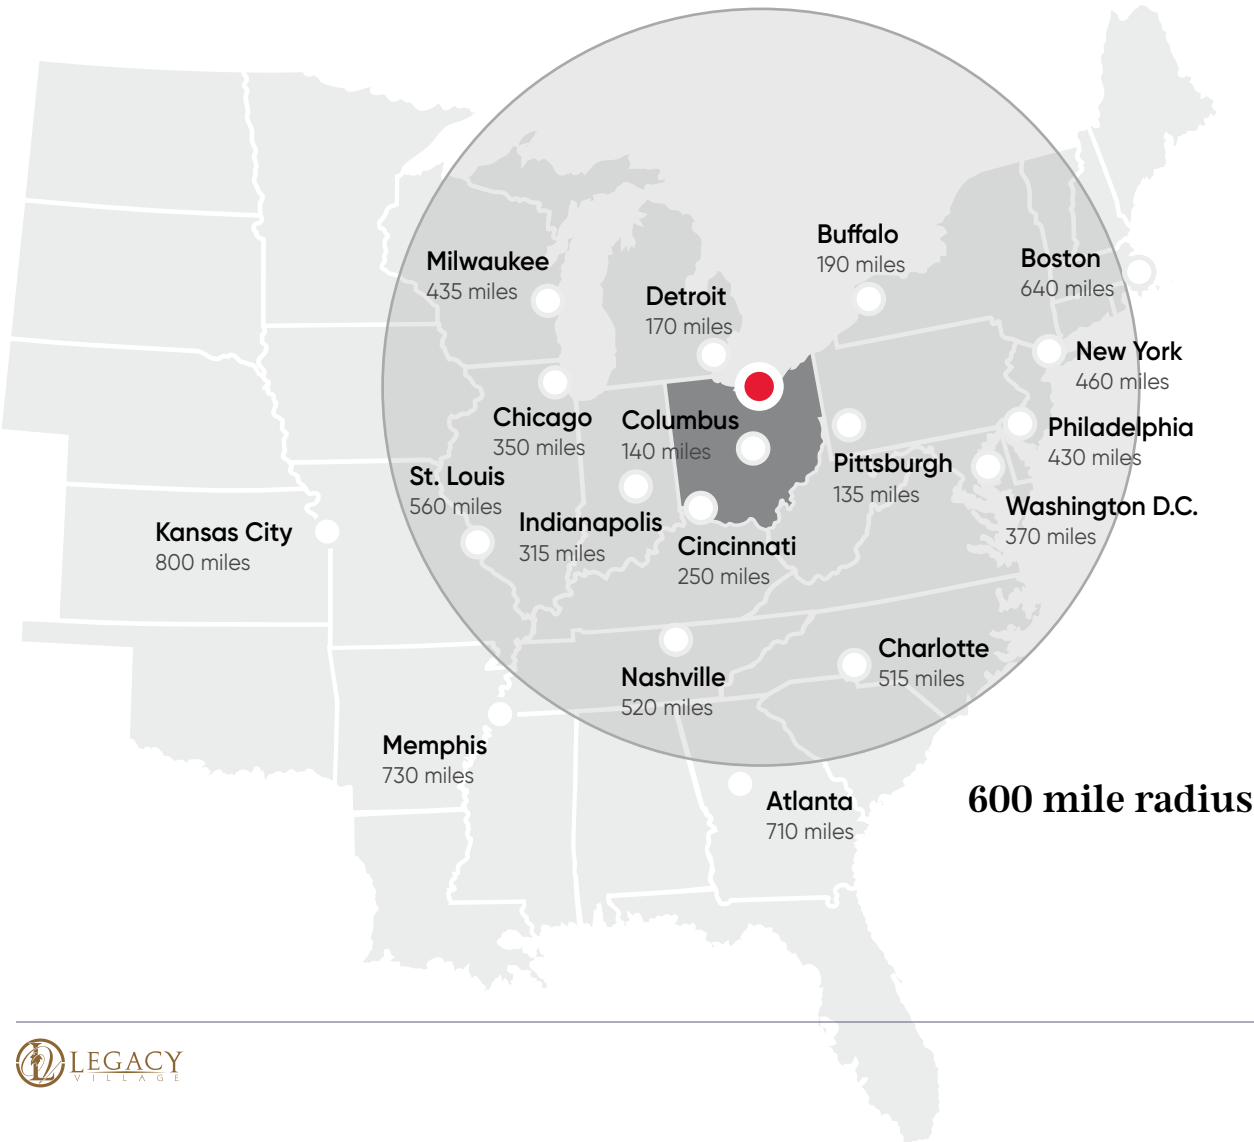 Buffalo
190 miles
Milwaukee
435 miles
Boston
640 miles
Detroit
170 miles
New York
460 miles
Chicago
350 miles
Columbus
140 miles
Philadelphia
430 miles
St. Louis
560 miles
Pittsburgh
135 miles
Kansas City
800 miles
Indianapolis
315 miles
Washington D.C.
370 miles
Cincinnati
250 miles
Nashville
520 miles
Charlotte
515 miles
Memphis
730 miles
Atlanta
710 miles
600 mile radius
LEGACY
VILLAGE